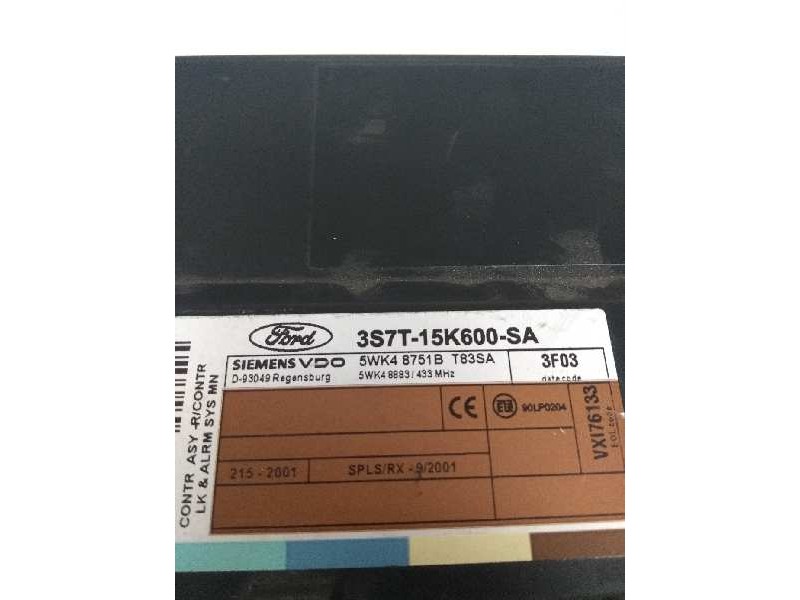 Ford 3S7T-15K600-SA
SIEMENS VDO 5WK4 8751B T83SA 3F03
D-93049 Regensburg 5WK4 8883 / 433 MHz datecode
CE 90LP0204
215 - 2001 SPLS/RX - 9/2001
VXI76133
CONTR ASY -R/CONTR
LK & ALRM SYS MN